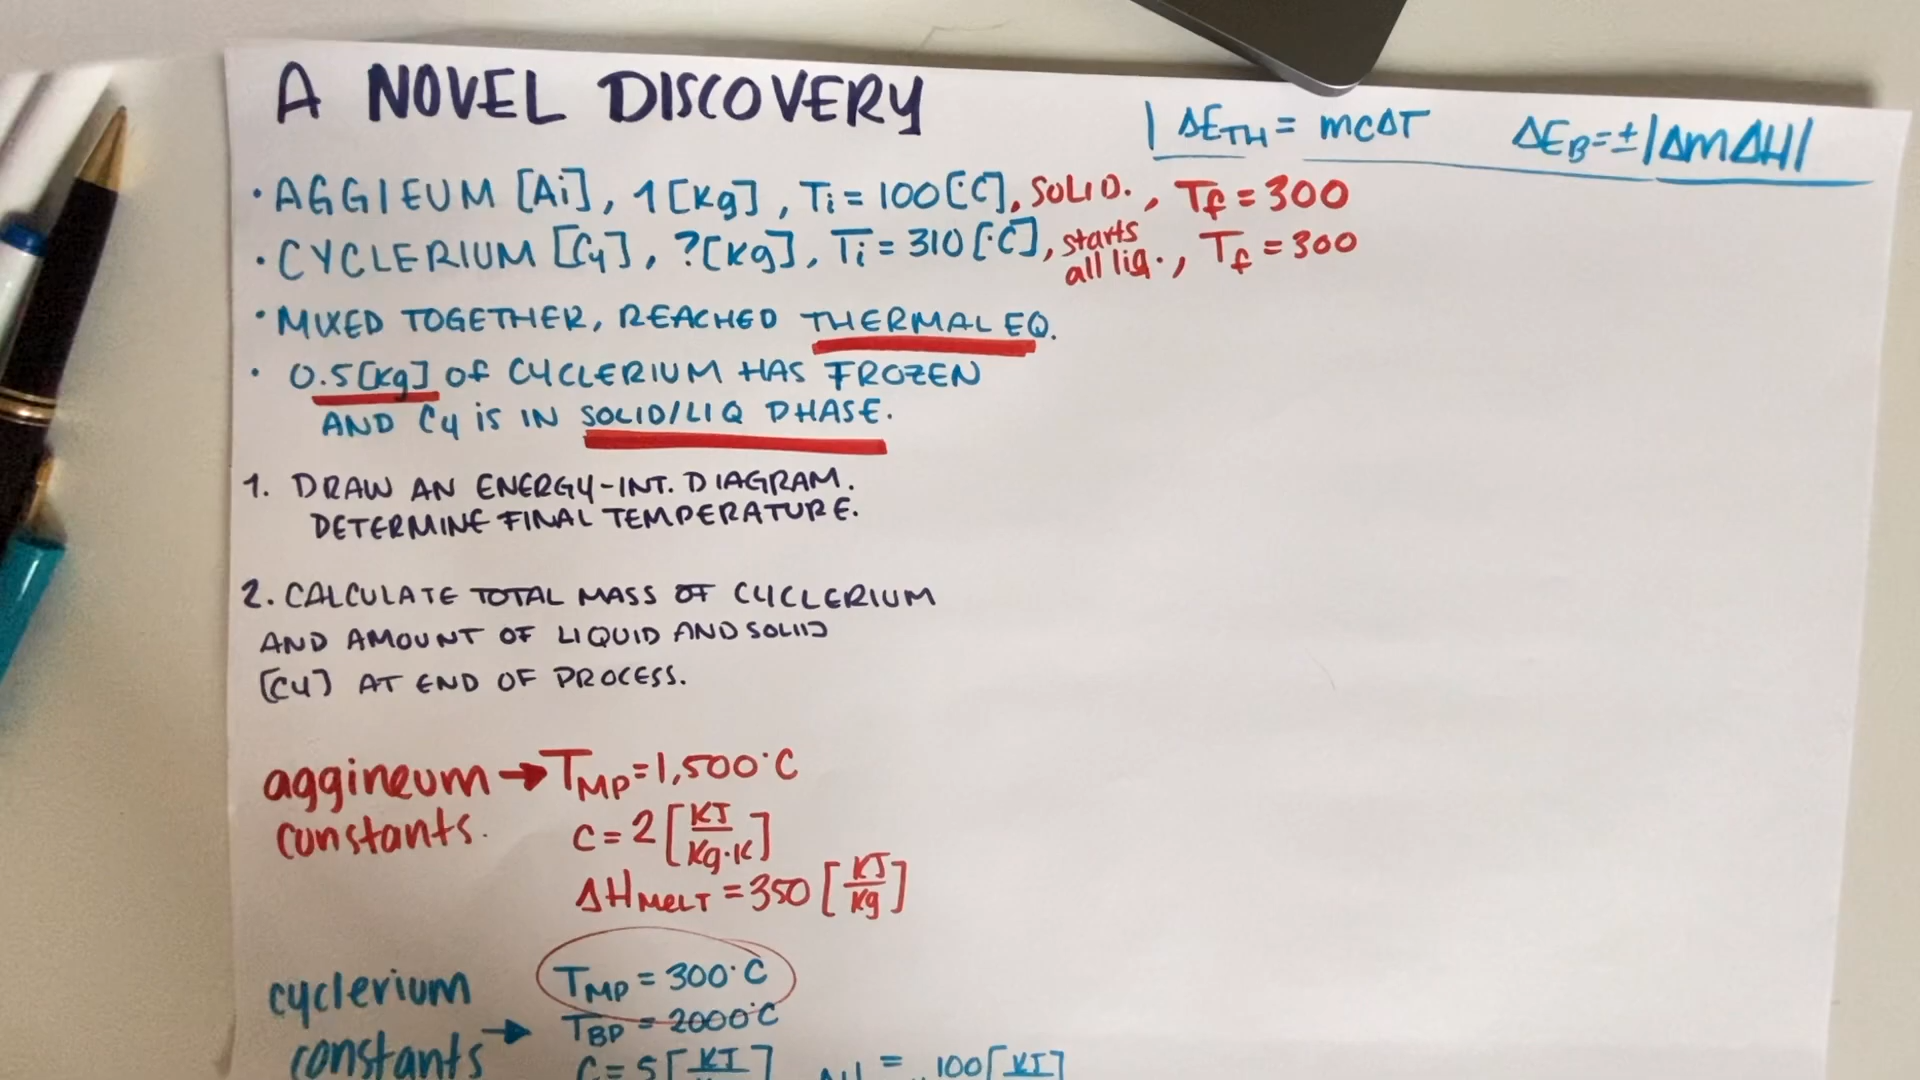 A NOVEL DISCOVERY
| ΔE_TH = mcΔT ΔE_B = ±|ΔmΔH|
· AGGIEUM [Ai], 1 [Kg], Ti = 100 [°C], SOLID., Tf = 300
· CYCLERIUM [Cy], ? [Kg], Ti = 310 [°C], starts all liq., Tf = 300
· MIXED TOGETHER, REACHED THERMAL EQ.
· 0.5 [Kg] of CYCLERIUM HAS FROZEN
AND Cy is IN SOLID/LIQ PHASE.
1. DRAW AN ENERGY-INT. DIAGRAM.
DETERMINE FINAL TEMPERATURE.
2. CALCULATE TOTAL MASS OF CYCLERIUM
AND AMOUNT OF LIQUID AND SOLID
[Cy] AT END OF PROCESS.
aggineum → T_MP = 1,500°C
constants. C = 2 [KJ/Kg·K]
ΔH_MELT = 350 [KJ/Kg]
cyclerium T_MP = 300°C
constants → T_BP = 2000°C
C = 5 [KJ = 100 [KJ